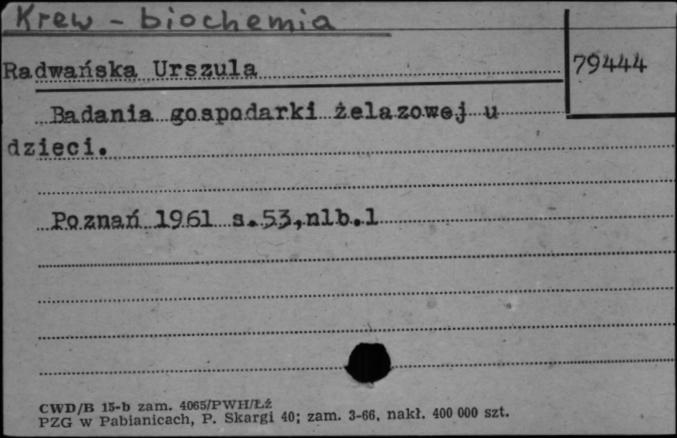 Krew - biochemia
Radwańska Urszula
79444
Badania gospodarki żelazowej u
dzieci.
Poznań 1961 s.53,nlb.1
CWD/B 15-b zam. 4065/PWH/Łź
PZG w Pabianicach, P. Skargi 40; zam. 3-66, nakł. 400 000 szt.